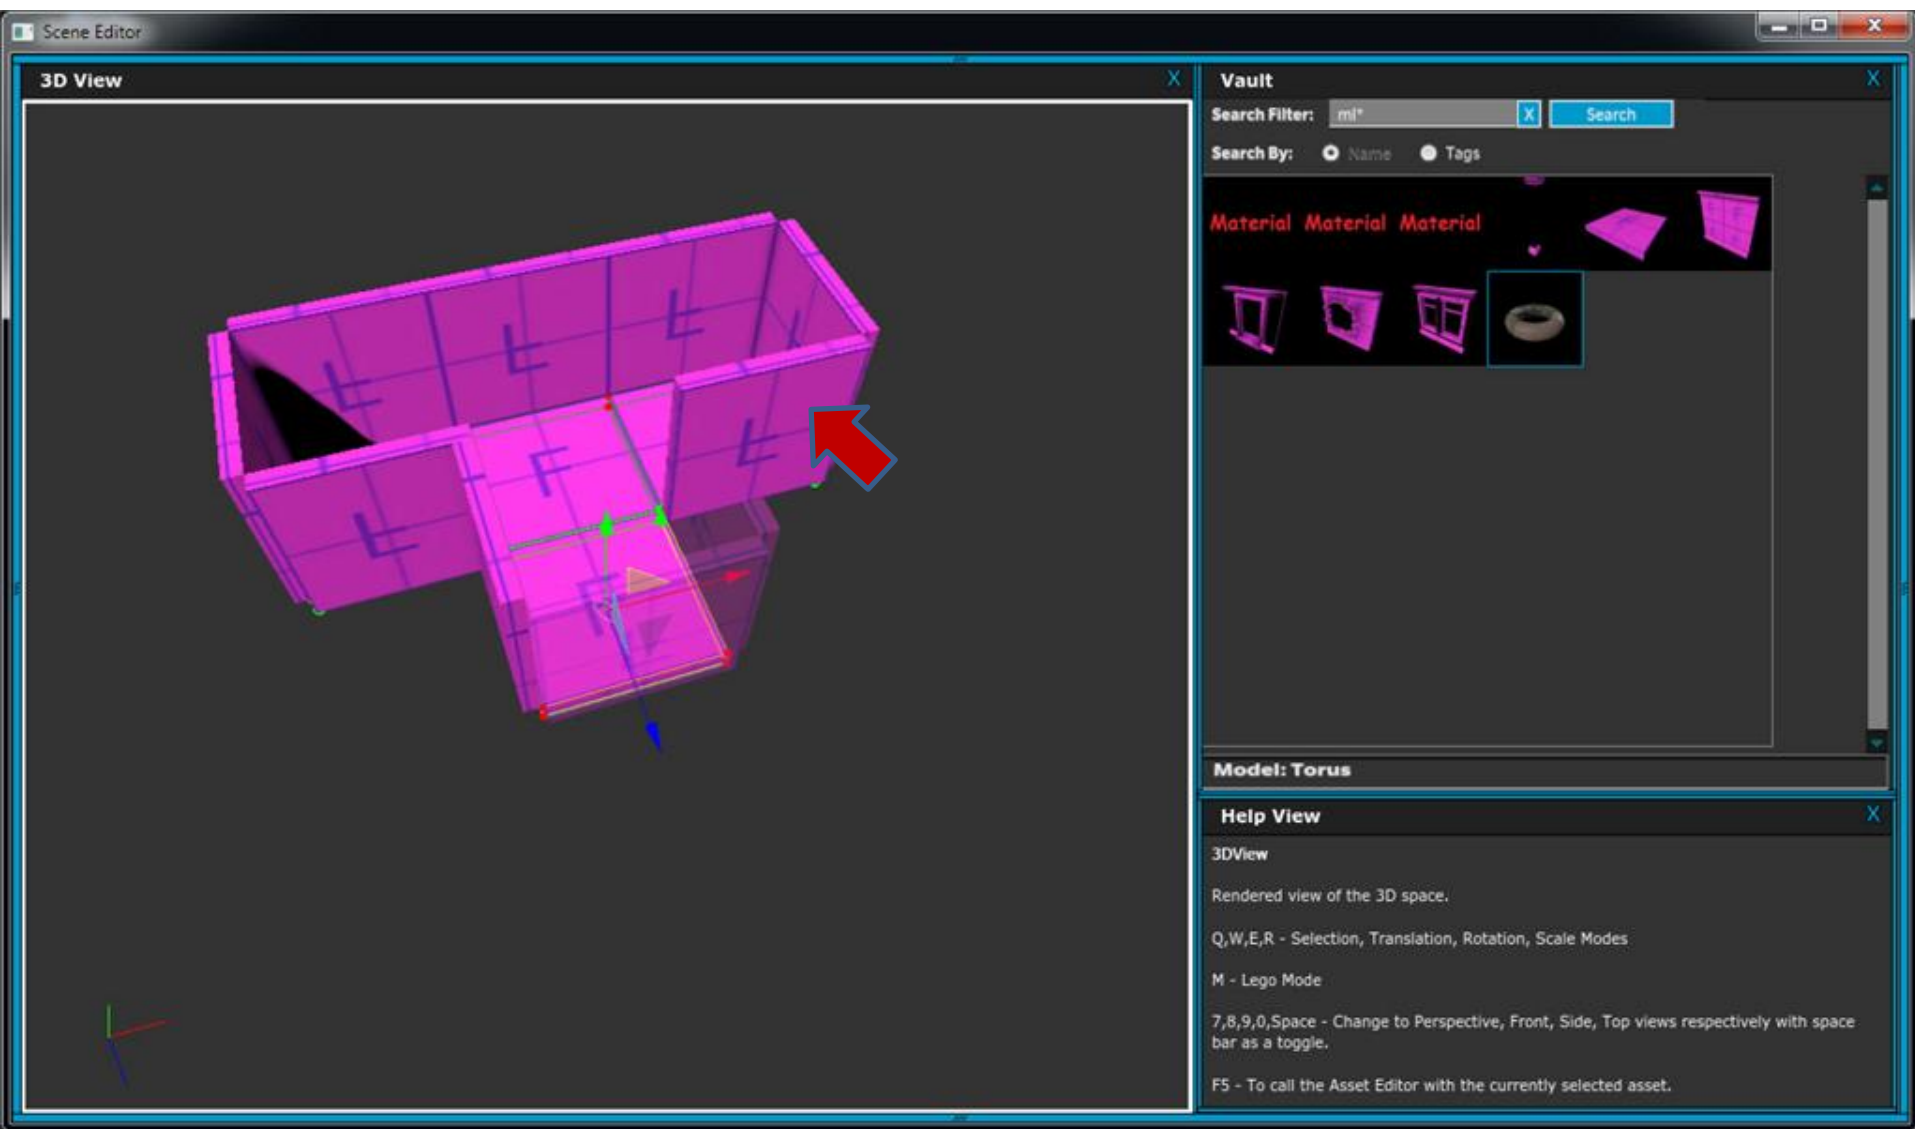 Scene Editor
3D View X
Vault X
Search Filter: ml* X Search
Search By: Name Tags
Material Material Material
Model: Torus
Help View X
3DView
Rendered view of the 3D space.
Q,W,E,R - Selection, Translation, Rotation, Scale Modes
M - Lego Mode
7,8,9,0,Space - Change to Perspective, Front, Side, Top views respectively with space
bar as a toggle.
F5 - To call the Asset Editor with the currently selected asset.